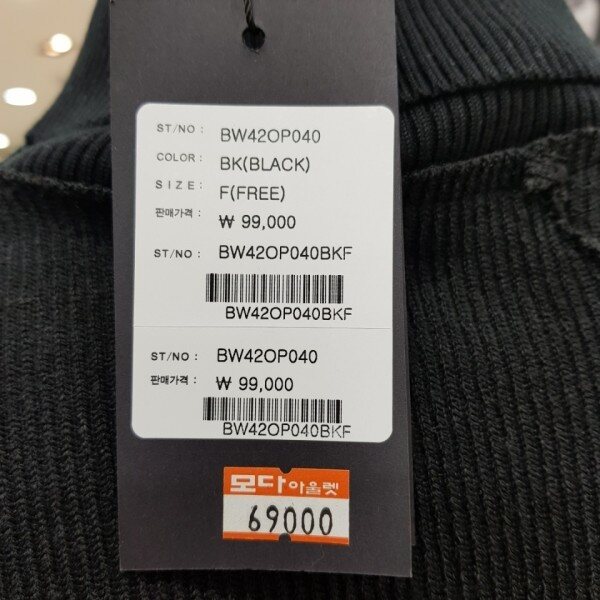 ST/NO : BW42OP040
COLOR: BK(BLACK)
SIZE: F(FREE)
판매가격: ₩ 99,000
ST/NO : BW42OP040BKF
BW42OP040BKF
ST/NO : BW42OP040
판매가격: ₩ 99,000
BW42OP040BKF
모다아울렛
69000